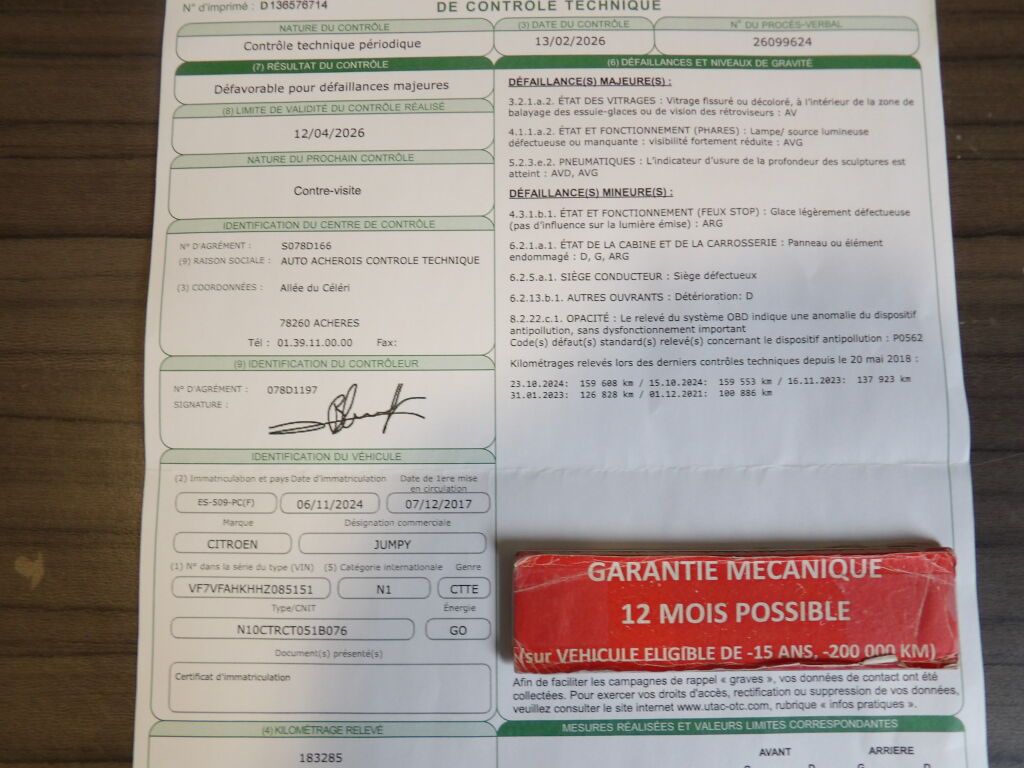 N° d'imprimé : D136576714
DE CONTRÔLE TECHNIQUE
NATURE DU CONTRÔLE
Contrôle technique périodique
(3) DATE DU CONTRÔLE
13/02/2026
N° DU PROCÈS-VERBAL
26099624
(7) RÉSULTAT DU CONTRÔLE
Défavorable pour défaillances majeures
(8) LIMITE DE VALIDITÉ DU CONTRÔLE RÉALISÉ
12/04/2026
NATURE DU PROCHAIN CONTRÔLE
Contre-visite
IDENTIFICATION DU CENTRE DE CONTRÔLE
N° D'AGRÉMENT : S078D166
(9) RAISON SOCIALE : AUTO ACHEROIS CONTROLE TECHNIQUE
(3) COORDONNÉES : Allée du Céléri
78260 ACHERES
Tél : 01.39.11.00.00 Fax:
(9) IDENTIFICATION DU CONTRÔLEUR
N° D'AGRÉMENT : 078D1197
SIGNATURE :
IDENTIFICATION DU VÉHICULE
(2) Immatriculation et pays Date d'immatriculation Date de 1ere mise
en circulation
ES-509-PC(F) 06/11/2024 07/12/2017
Marque Désignation commerciale
CITROEN JUMPY
(1) N° dans la série du type (VIN) (5) Catégorie internationale Genre
VF7VFAHKHHZ085151 N1 CTTE
Type/CNIT Énergie
N10CTRCT051B076 GO
Document(s) présenté(s)
Certificat d'immatriculation
(4) KILOMÉTRAGE RELEVÉ
183285
(6) DÉFAILLANCES ET NIVEAUX DE GRAVITÉ
DÉFAILLANCE(S) MAJEURE(S) :
3.2.1.a.2. ÉTAT DES VITRAGES : Vitrage fissuré ou décoloré, à l'intérieur de la zone de
balayage des essuie-glaces ou de vision des rétroviseurs : AV
4.1.1.a.2. ÉTAT ET FONCTIONNEMENT (PHARES) : Lampe/ source lumineuse
défectueuse ou manquante : visibilité fortement réduite : AVG
5.2.3.e.2. PNEUMATIQUES : L'indicateur d'usure de la profondeur des sculptures est
atteint : AVD, AVG
DÉFAILLANCE(S) MINEURE(S) :
4.3.1.b.1. ÉTAT ET FONCTIONNEMENT (FEUX STOP) : Glace légèrement défectueuse
(pas d'influence sur la lumière émise) : ARG
6.2.1.a.1. ÉTAT DE LA CABINE ET DE LA CARROSSERIE : Panneau ou élément
endommagé : D, G, ARG
6.2.5.a.1. SIÈGE CONDUCTEUR : Siège défectueux
6.2.13.b.1. AUTRES OUVRANTS : Détérioration: D
8.2.22.c.1. OPACITÉ : Le relevé du système OBD indique une anomalie du dispositif
antipollution, sans dysfonctionnement important
Code(s) défaut(s) standard(s) relevé(s) concernant le dispositif antipollution : P0562
Kilométrages relevés lors des derniers contrôles techniques depuis le 20 mai 2018 :
23.10.2024: 159 608 km / 15.10.2024: 159 553 km / 16.11.2023: 137 923 km
31.01.2023: 126 828 km / 01.12.2021: 100 886 km
GARANTIE MECANIQUE
12 MOIS POSSIBLE
(sur VEHICULE ELIGIBLE DE -15 ANS, -200 000 KM)
Afin de faciliter les campagnes de rappel « graves », vos données de contact ont été
collectées. Pour exercer vos droits d'accès, rectification ou suppression de vos données,
veuillez consulter le site internet www.utac-otc.com, rubrique « infos pratiques ».
MESURES RÉALISÉES ET VALEURS LIMITES CORRESPONDANTES
AVANT ARRIERE